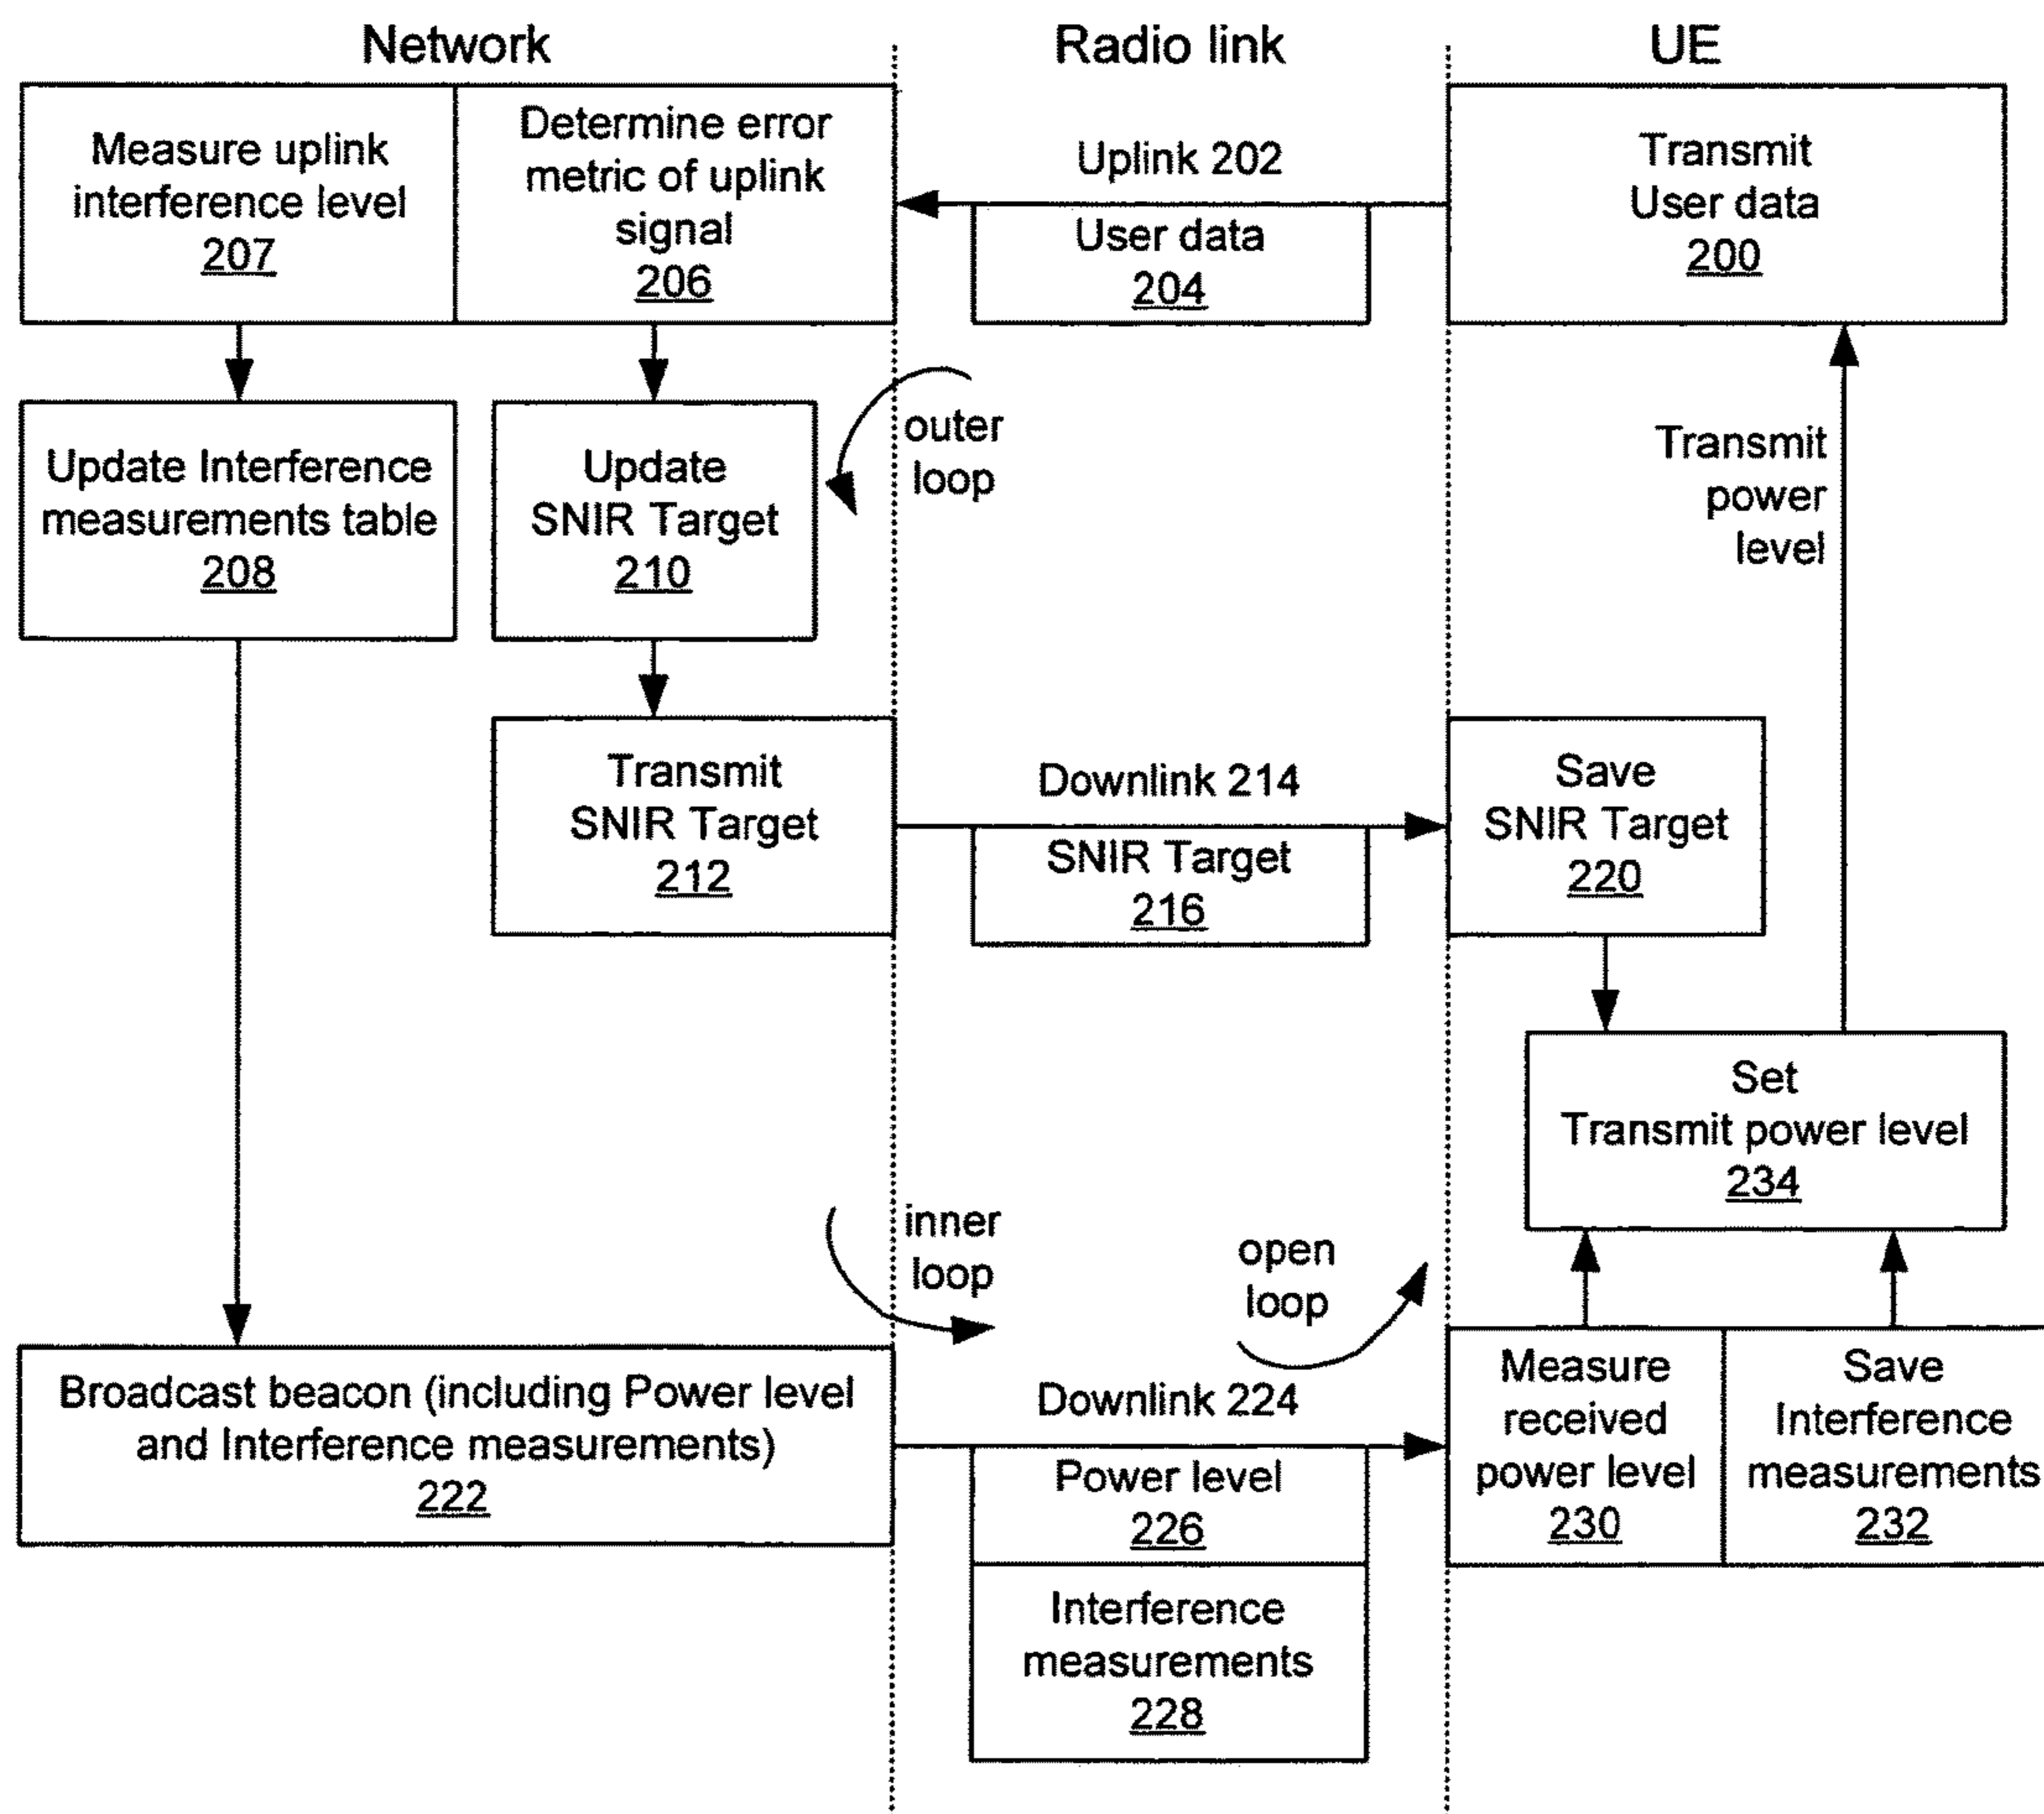 Network
Radio link
UE
Measure uplink
interference level
207
Determine error
metric of uplink
signal
206
Uplink 202
User data
204
Transmit
User data
200
Update Interference
measurements table
208
Update
SNIR Target
210
outer
loop
Transmit
power
level
Transmit
SNIR Target
212
Downlink 214
SNIR Target
216
Save
SNIR Target
220
Set
Transmit power level
234
inner
loop
open
loop
Broadcast beacon (including Power level
and Interference measurements)
222
Downlink 224
Power level
226
Interference
measurements
228
Measure
received
power level
230
Save
Interference
measurements
232